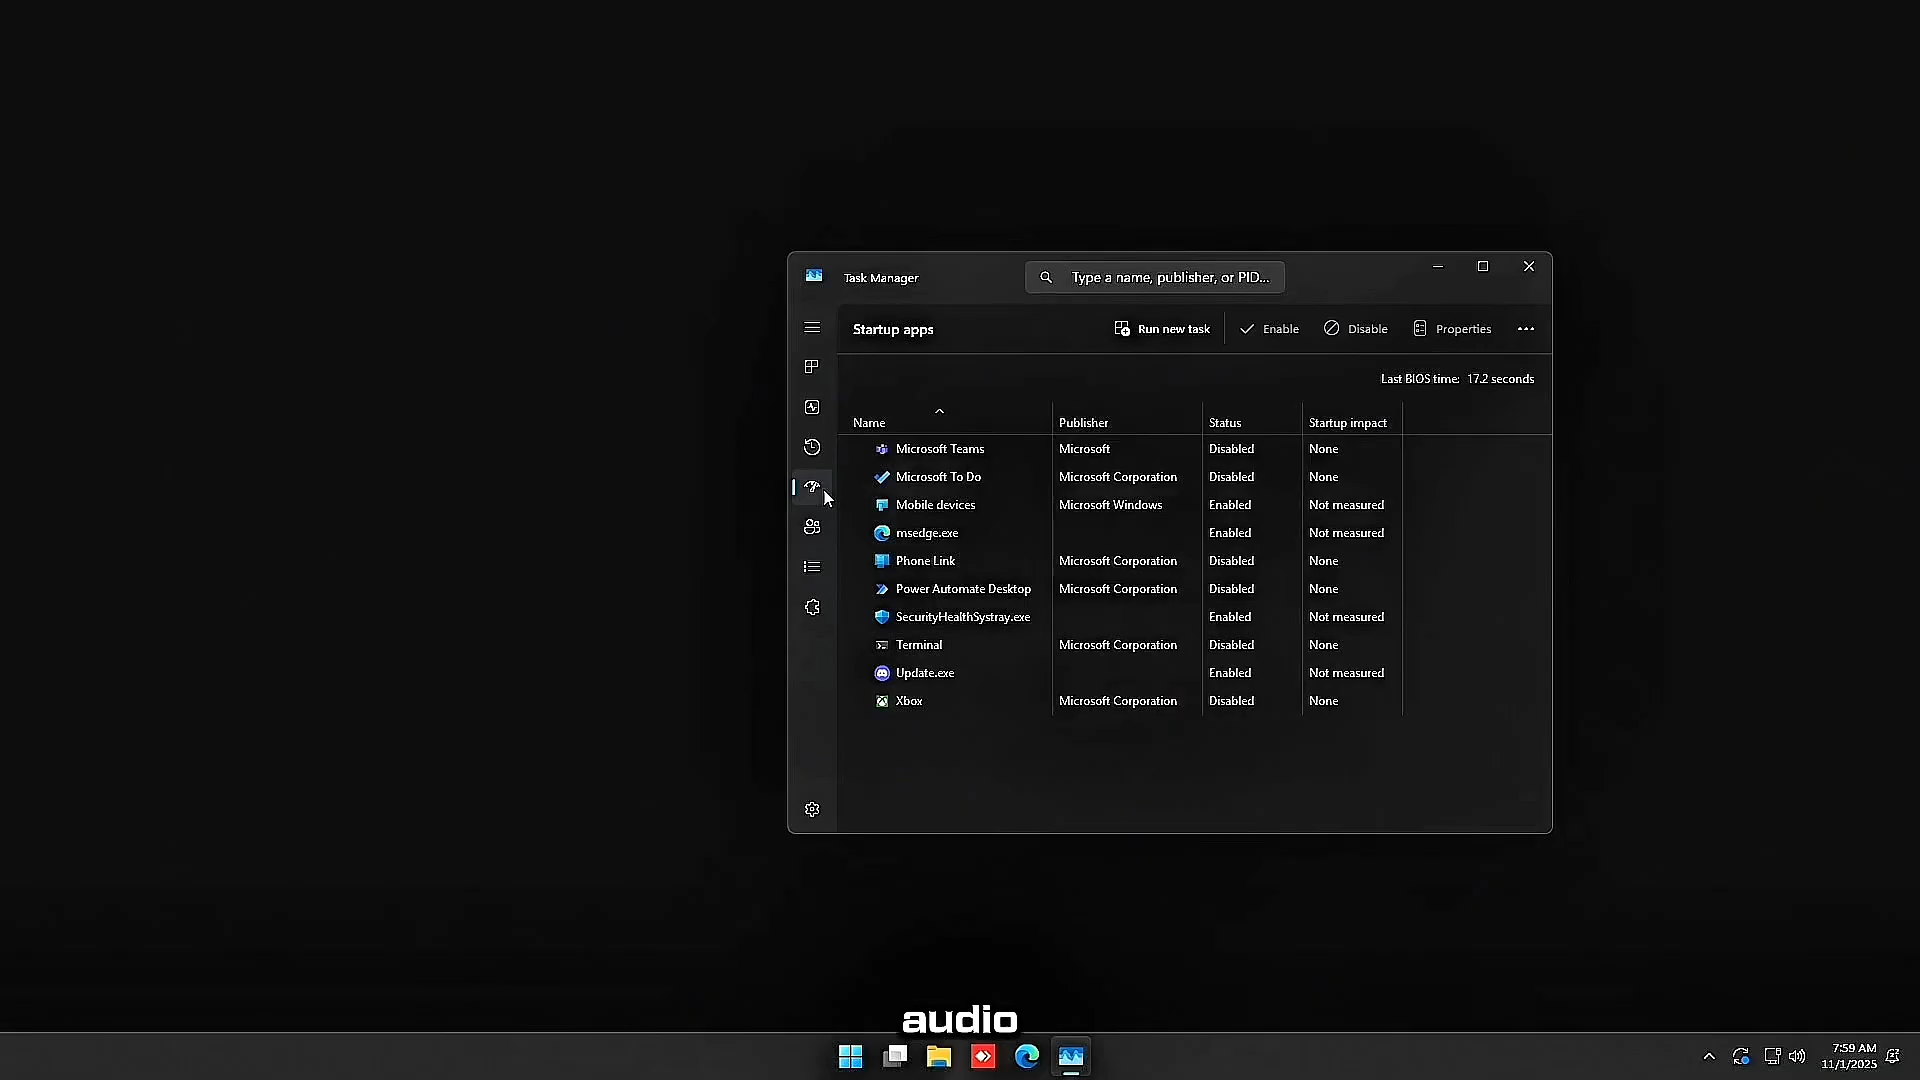 Task Manager
Type a name, publisher, or PID...
Startup apps
Run new task
Enable
Disable
Properties
Last BIOS time: 17.2 seconds
Name Publisher Status Startup impact
Microsoft Teams Microsoft Disabled None
Microsoft To Do Microsoft Corporation Disabled None
Mobile devices Microsoft Windows Enabled Not measured
msedge.exe Enabled Not measured
Phone Link Microsoft Corporation Disabled None
Power Automate Desktop Microsoft Corporation Disabled None
SecurityHealthSystray.exe Enabled Not measured
Terminal Microsoft Corporation Disabled None
Update.exe Enabled Not measured
Xbox Microsoft Corporation Disabled None
audio
7:59 AM
11/1/2025